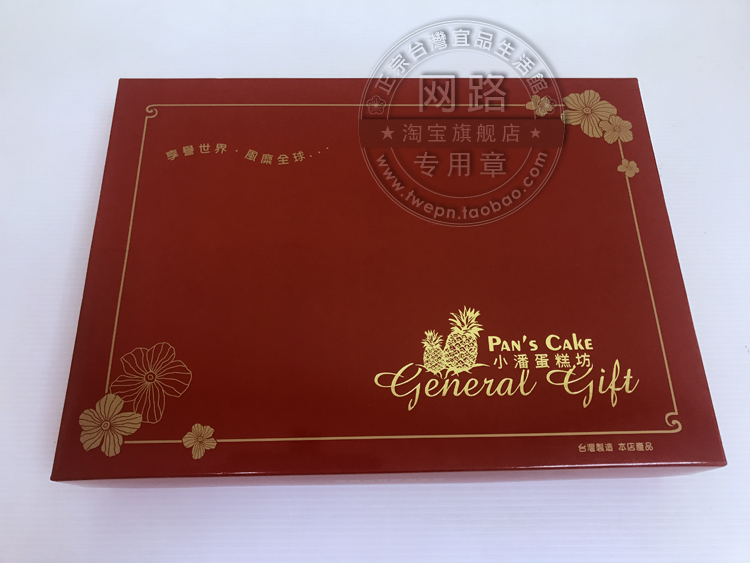 正宗台灣宜品生活館
网路
淘宝旗舰店
专用章
www.twepn.taobao.com
享譽世界·風靡全球...
PAN'S CAKE
小潘蛋糕坊
General Gift
台灣製造 本店產品